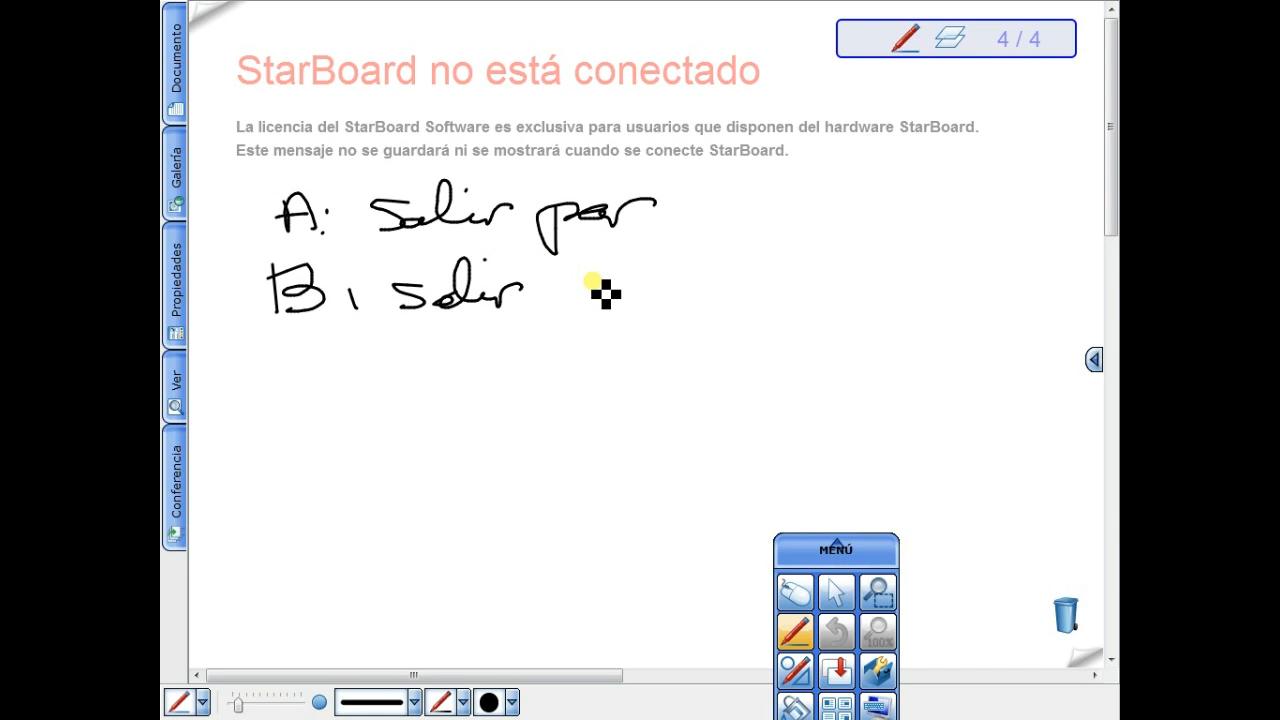 Documento
Galería
Propiedades
Ver
Conferencia
4 / 4
StarBoard no está conectado
La licencia del StarBoard Software es exclusiva para usuarios que disponen del hardware StarBoard.
Este mensaje no se guardará ni se mostrará cuando se conecte StarBoard.
A: Salir par
B: Salir
MENÚ
100%